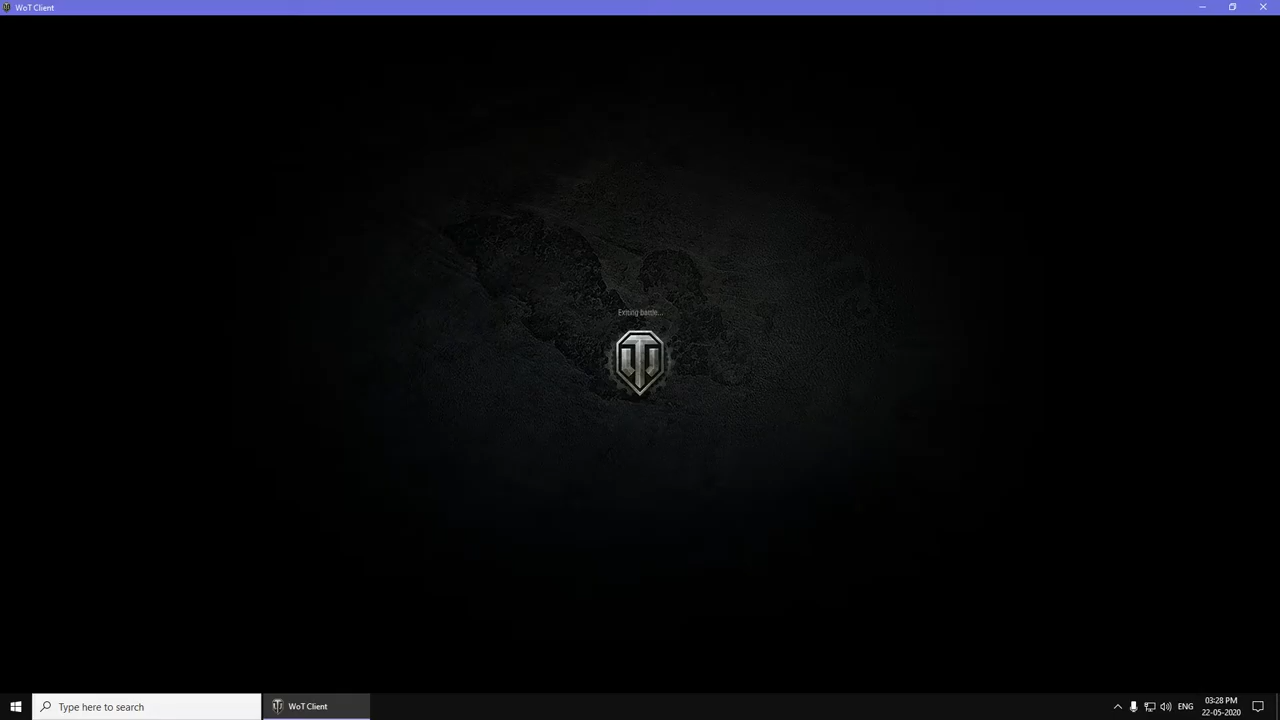 WoT Client
Exiting battle...
Type here to search
WoT Client
ENG
03:28 PM
22-05-2020